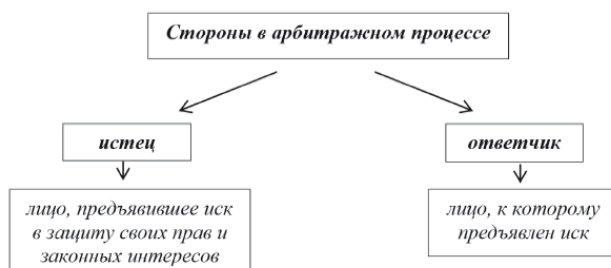 Стороны в арбитражном процессе
истец
ответчик
лицо, предъявившее иск
в защиту своих прав и
законных интересов
лицо, к которому
предъявлен иск